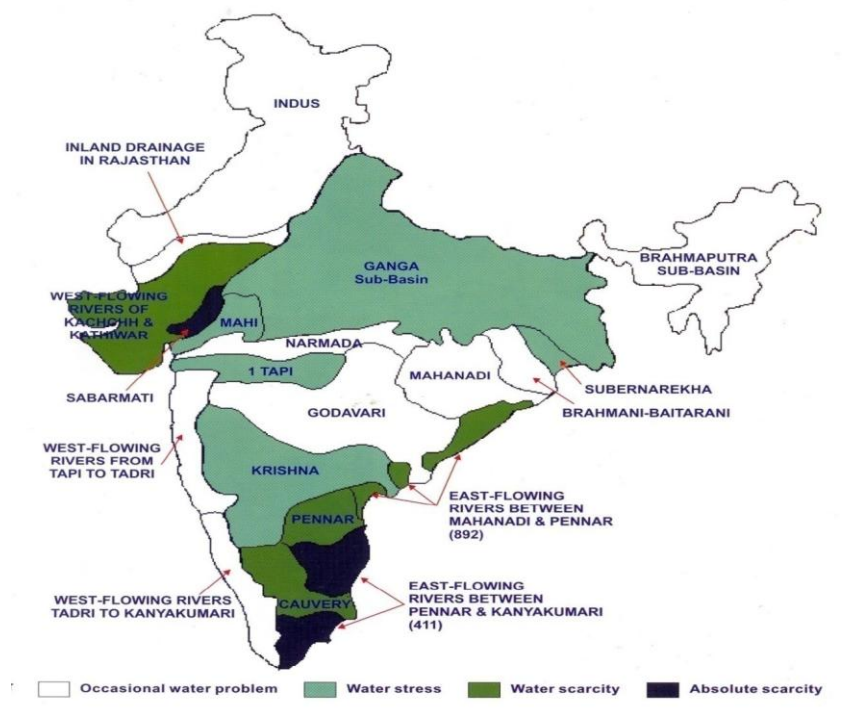 INDUS
INLAND DRAINAGE
IN RAJASTHAN
GANGA
Sub-Basin
BRAHMAPUTRA
SUB-BASIN
WEST-FLOWING
RIVERS OF
KACHCHH &
KATHIWAR
MAHI
NARMADA
1 TAPI
MAHANADI
SABARMATI
SUBERNAREKHA
BRAHMANI-BAITARANI
GODAVARI
WEST-FLOWING
RIVERS FROM
TAPI TO TADRI
KRISHNA
EAST-FLOWING
RIVERS BETWEEN
MAHANADI & PENNAR
(892)
PENNAR
WEST-FLOWING RIVERS
TADRI TO KANYAKUMARI
CAUVERY
EAST-FLOWING
RIVERS BETWEEN
PENNAR & KANYAKUMARI
(411)
Occasional water problem Water stress Water scarcity Absolute scarcity